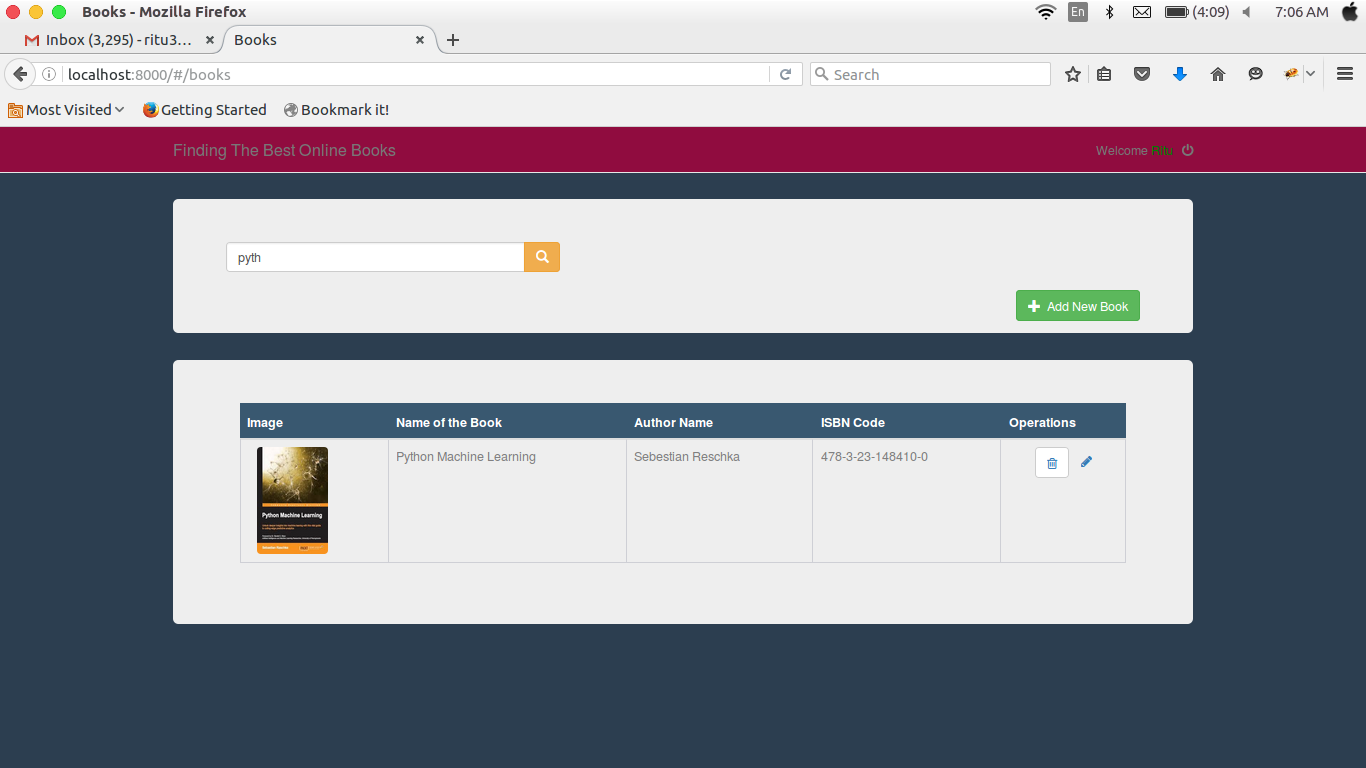 Books - Mozilla Firefox
En
(4:09)
7:06 AM
Inbox (3,295) - ritu3...
Books
localhost:8000/#/books
Search
Most Visited
Getting Started
Bookmark it!
Finding The Best Online Books
Welcome Ritu
pyth
Add New Book
Image Name of the Book Author Name ISBN Code Operations
Python Machine Learning Sebestian Reschka 478-3-23-148410-0
Python Machine Learning